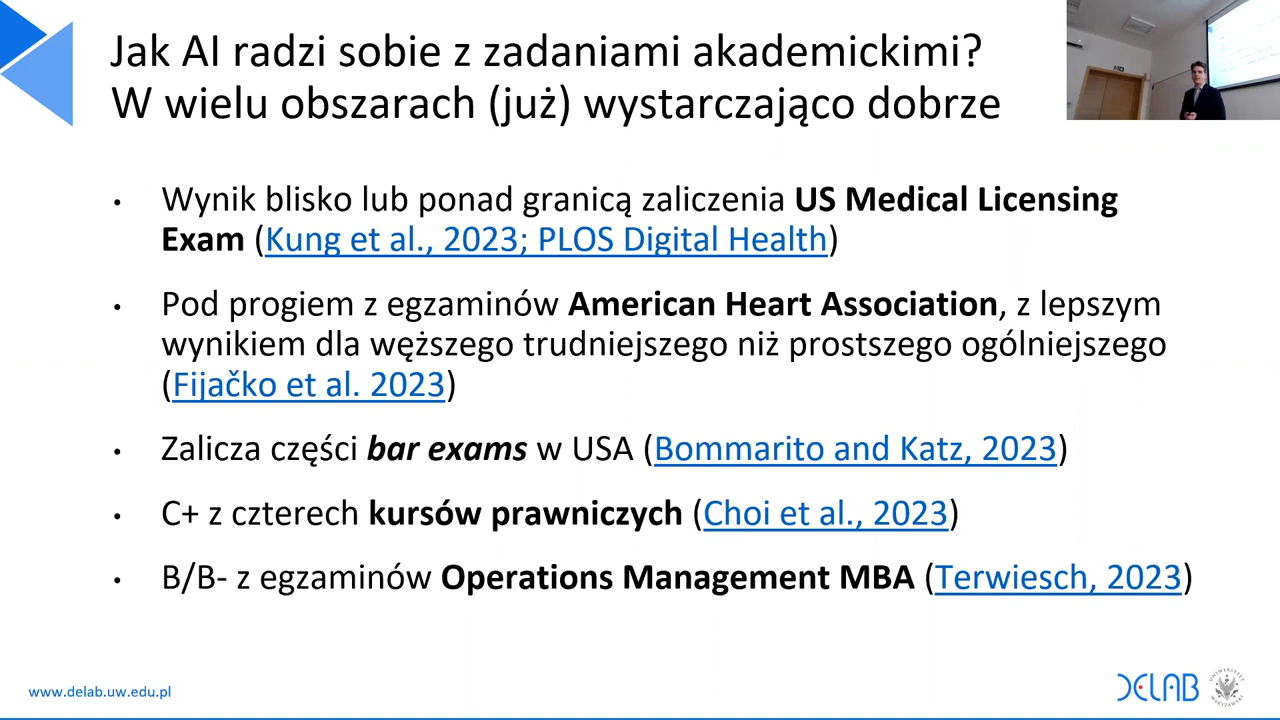 Jak AI radzi sobie z zadaniami akademickimi?
W wielu obszarach (już) wystarczająco dobrze
• Wynik blisko lub ponad granicą zaliczenia US Medical Licensing
Exam (Kung et al., 2023; PLOS Digital Health)
• Pod progiem z egzaminów American Heart Association, z lepszym
wynikiem dla węższego trudniejszego niż prostszego ogólniejszego
(Fijačko et al. 2023)
• Zalicza części bar exams w USA (Bommarito and Katz, 2023)
• C+ z czterech kursów prawniczych (Choi et al., 2023)
• B/B- z egzaminów Operations Management MBA (Terwiesch, 2023)
www.delab.uw.edu.pl
DELAB
UNIWERSYTET
WARSZAWSKI